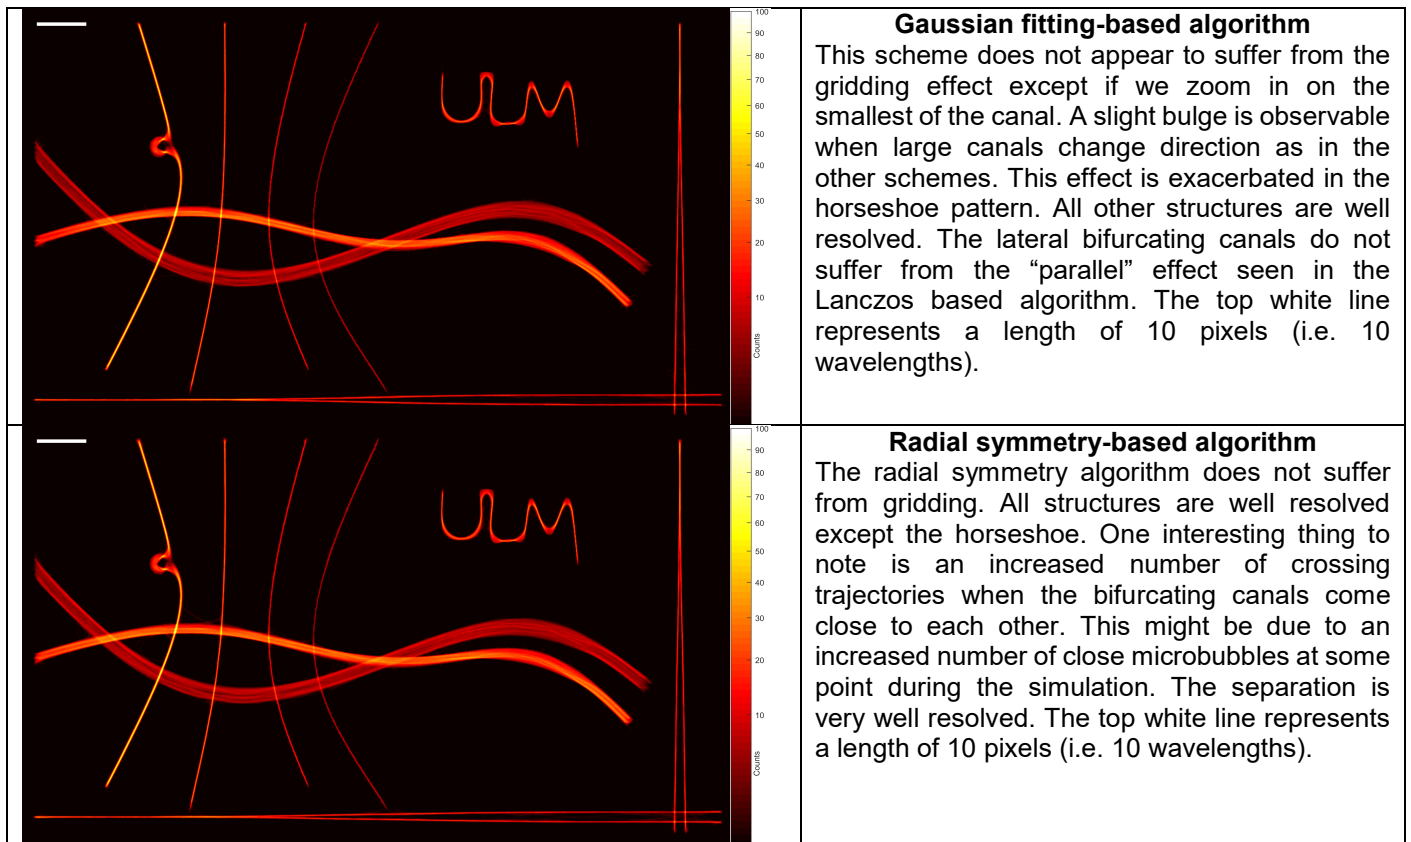 100
90
80
70
60
50
40
30
20
10
Counts
ULM
Gaussian fitting-based algorithm
This scheme does not appear to suffer from the
gridding effect except if we zoom in on the
smallest of the canal. A slight bulge is observable
when large canals change direction as in the
other schemes. This effect is exacerbated in the
horseshoe pattern. All other structures are well
resolved. The lateral bifurcating canals do not
suffer from the “parallel” effect seen in the
Lanczos based algorithm. The top white line
represents a length of 10 pixels (i.e. 10
wavelengths).
100
90
80
70
60
50
40
30
20
10
Counts
ULM
Radial symmetry-based algorithm
The radial symmetry algorithm does not suffer
from gridding. All structures are well resolved
except the horseshoe. One interesting thing to
note is an increased number of crossing
trajectories when the bifurcating canals come
close to each other. This might be due to an
increased number of close microbubbles at some
point during the simulation. The separation is
very well resolved. The top white line represents
a length of 10 pixels (i.e. 10 wavelengths).